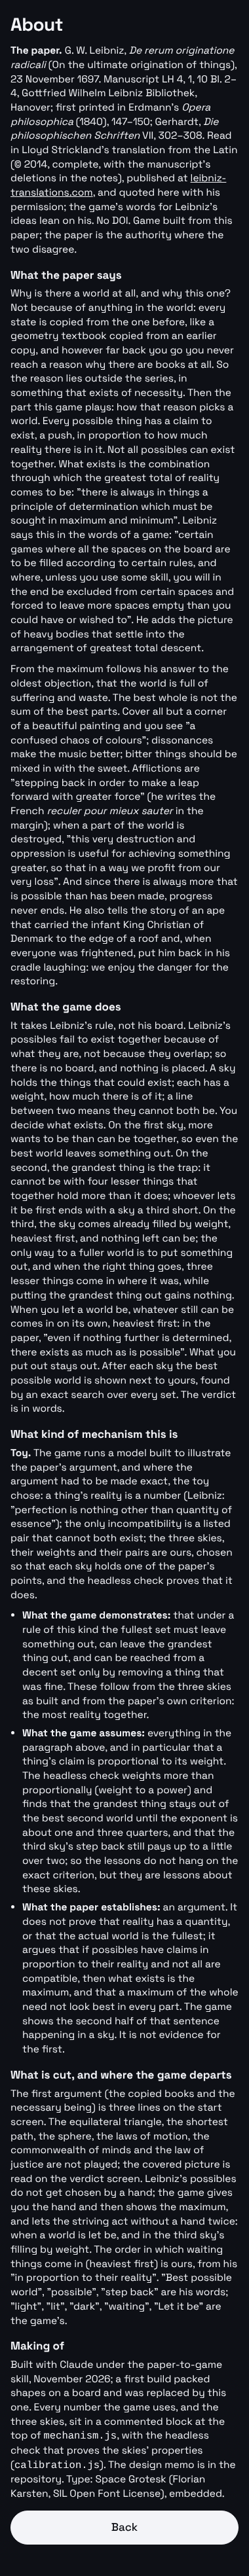 About
The paper. G. W. Leibniz, De rerum originatione
radicali (On the ultimate origination of things),
23 November 1697. Manuscript LH 4, 1, 10 Bl. 2–
4, Gottfried Wilhelm Leibniz Bibliothek,
Hanover; first printed in Erdmann's Opera
philosophica (1840), 147–150; Gerhardt, Die
philosophischen Schriften VII, 302–308. Read
in Lloyd Strickland's translation from the Latin
(© 2014, complete, with the manuscript's
deletions in the notes), published at leibniz-
translations.com, and quoted here with his
permission; the game's words for Leibniz's
ideas lean on his. No DOI. Game built from this
paper; the paper is the authority where the
two disagree.
What the paper says
Why is there a world at all, and why this one?
Not because of anything in the world: every
state is copied from the one before, like a
geometry textbook copied from an earlier
copy, and however far back you go you never
reach a reason why there are books at all. So
the reason lies outside the series, in
something that exists of necessity. Then the
part this game plays: how that reason picks a
world. Every possible thing has a claim to
exist, a push, in proportion to how much
reality there is in it. Not all possibles can exist
together. What exists is the combination
through which the greatest total of reality
comes to be: "there is always in things a
principle of determination which must be
sought in maximum and minimum". Leibniz
says this in the words of a game: "certain
games where all the spaces on the board are
to be filled according to certain rules, and
where, unless you use some skill, you will in
the end be excluded from certain spaces and
forced to leave more spaces empty than you
could have or wished to". He adds the picture
of heavy bodies that settle into the
arrangement of greatest total descent.
From the maximum follows his answer to the
oldest objection, that the world is full of
suffering and waste. The best whole is not the
sum of the best parts. Cover all but a corner
of a beautiful painting and you see "a
confused chaos of colours"; dissonances
make the music better; bitter things should be
mixed in with the sweet. Afflictions are
"stepping back in order to make a leap
forward with greater force" (he writes the
French reculer pour mieux sauter in the
margin); when a part of the world is
destroyed, "this very destruction and
oppression is useful for achieving something
greater, so that in a way we profit from our
very loss". And since there is always more that
is possible than has been made, progress
never ends. He also tells the story of an ape
that carried the infant King Christian of
Denmark to the edge of a roof and, when
everyone was frightened, put him back in his
cradle laughing: we enjoy the danger for the
restoring.
What the game does
It takes Leibniz's rule, not his board. Leibniz's
possibles fail to exist together because of
what they are, not because they overlap; so
there is no board, and nothing is placed. A sky
holds the things that could exist; each has a
weight, how much there is of it; a line
between two means they cannot both be. You
decide what exists. On the first sky, more
wants to be than can be together, so even the
best world leaves something out. On the
second, the grandest thing is the trap: it
cannot be with four lesser things that
together hold more than it does; whoever lets
it be first ends with a sky a third short. On the
third, the sky comes already filled by weight,
heaviest first, and nothing left can be; the
only way to a fuller world is to put something
out, and when the right thing goes, three
lesser things come in where it was, while
putting the grandest thing out gains nothing.
When you let a world be, whatever still can be
comes in on its own, heaviest first: in the
paper, "even if nothing further is determined,
there exists as much as is possible". What you
put out stays out. After each sky the best
possible world is shown next to yours, found
by an exact search over every set. The verdict
is in words.
What kind of mechanism this is
Toy. The game runs a model built to illustrate
the paper's argument, and where the
argument had to be made exact, the toy
chose: a thing's reality is a number (Leibniz:
"perfection is nothing other than quantity of
essence"); the only incompatibility is a listed
pair that cannot both exist; the three skies,
their weights and their pairs are ours, chosen
so that each sky holds one of the paper's
points, and the headless check proves that it
does.
• What the game demonstrates: that under a
rule of this kind the fullest set must leave
something out, can leave the grandest
thing out, and can be reached from a
decent set only by removing a thing that
was fine. These follow from the three skies
as built and from the paper's own criterion:
the most reality together.
• What the game assumes: everything in the
paragraph above, and in particular that a
thing's claim is proportional to its weight.
The headless check weights more than
proportionally (weight to a power) and
finds that the grandest thing stays out of
the best second world until the exponent is
about one and three quarters, and that the
third sky's step back still pays up to a little
over two; so the lessons do not hang on the
exact criterion, but they are lessons about
these skies.
• What the paper establishes: an argument. It
does not prove that reality has a quantity,
or that the actual world is the fullest; it
argues that if possibles have claims in
proportion to their reality and not all are
compatible, then what exists is the
maximum, and that a maximum of the whole
need not look best in every part. The game
shows the second half of that sentence
happening in a sky. It is not evidence for
the first.
What is cut, and where the game departs
The first argument (the copied books and the
necessary being) is three lines on the start
screen. The equilateral triangle, the shortest
path, the sphere, the laws of motion, the
commonwealth of minds and the law of
justice are not played; the covered picture is
read on the verdict screen. Leibniz's possibles
do not get chosen by a hand; the game gives
you the hand and then shows the maximum,
and lets the striving act without a hand twice:
when a world is let be, and in the third sky's
filling by weight. The order in which waiting
things come in (heaviest first) is ours, from his
"in proportion to their reality". "Best possible
world", "possible", "step back" are his words;
"light", "lit", "dark", "waiting", "Let it be" are
the game's.
Making of
Built with Claude under the paper-to-game
skill, November 2026; a first build packed
shapes on a board and was replaced by this
one. Every number the game uses, and the
three skies, sit in a commented block at the
top of mechanism.js, with the headless
check that proves the skies' properties
(calibration.js). The design memo is in the
repository. Type: Space Grotesk (Florian
Karsten, SIL Open Font License), embedded.
Back